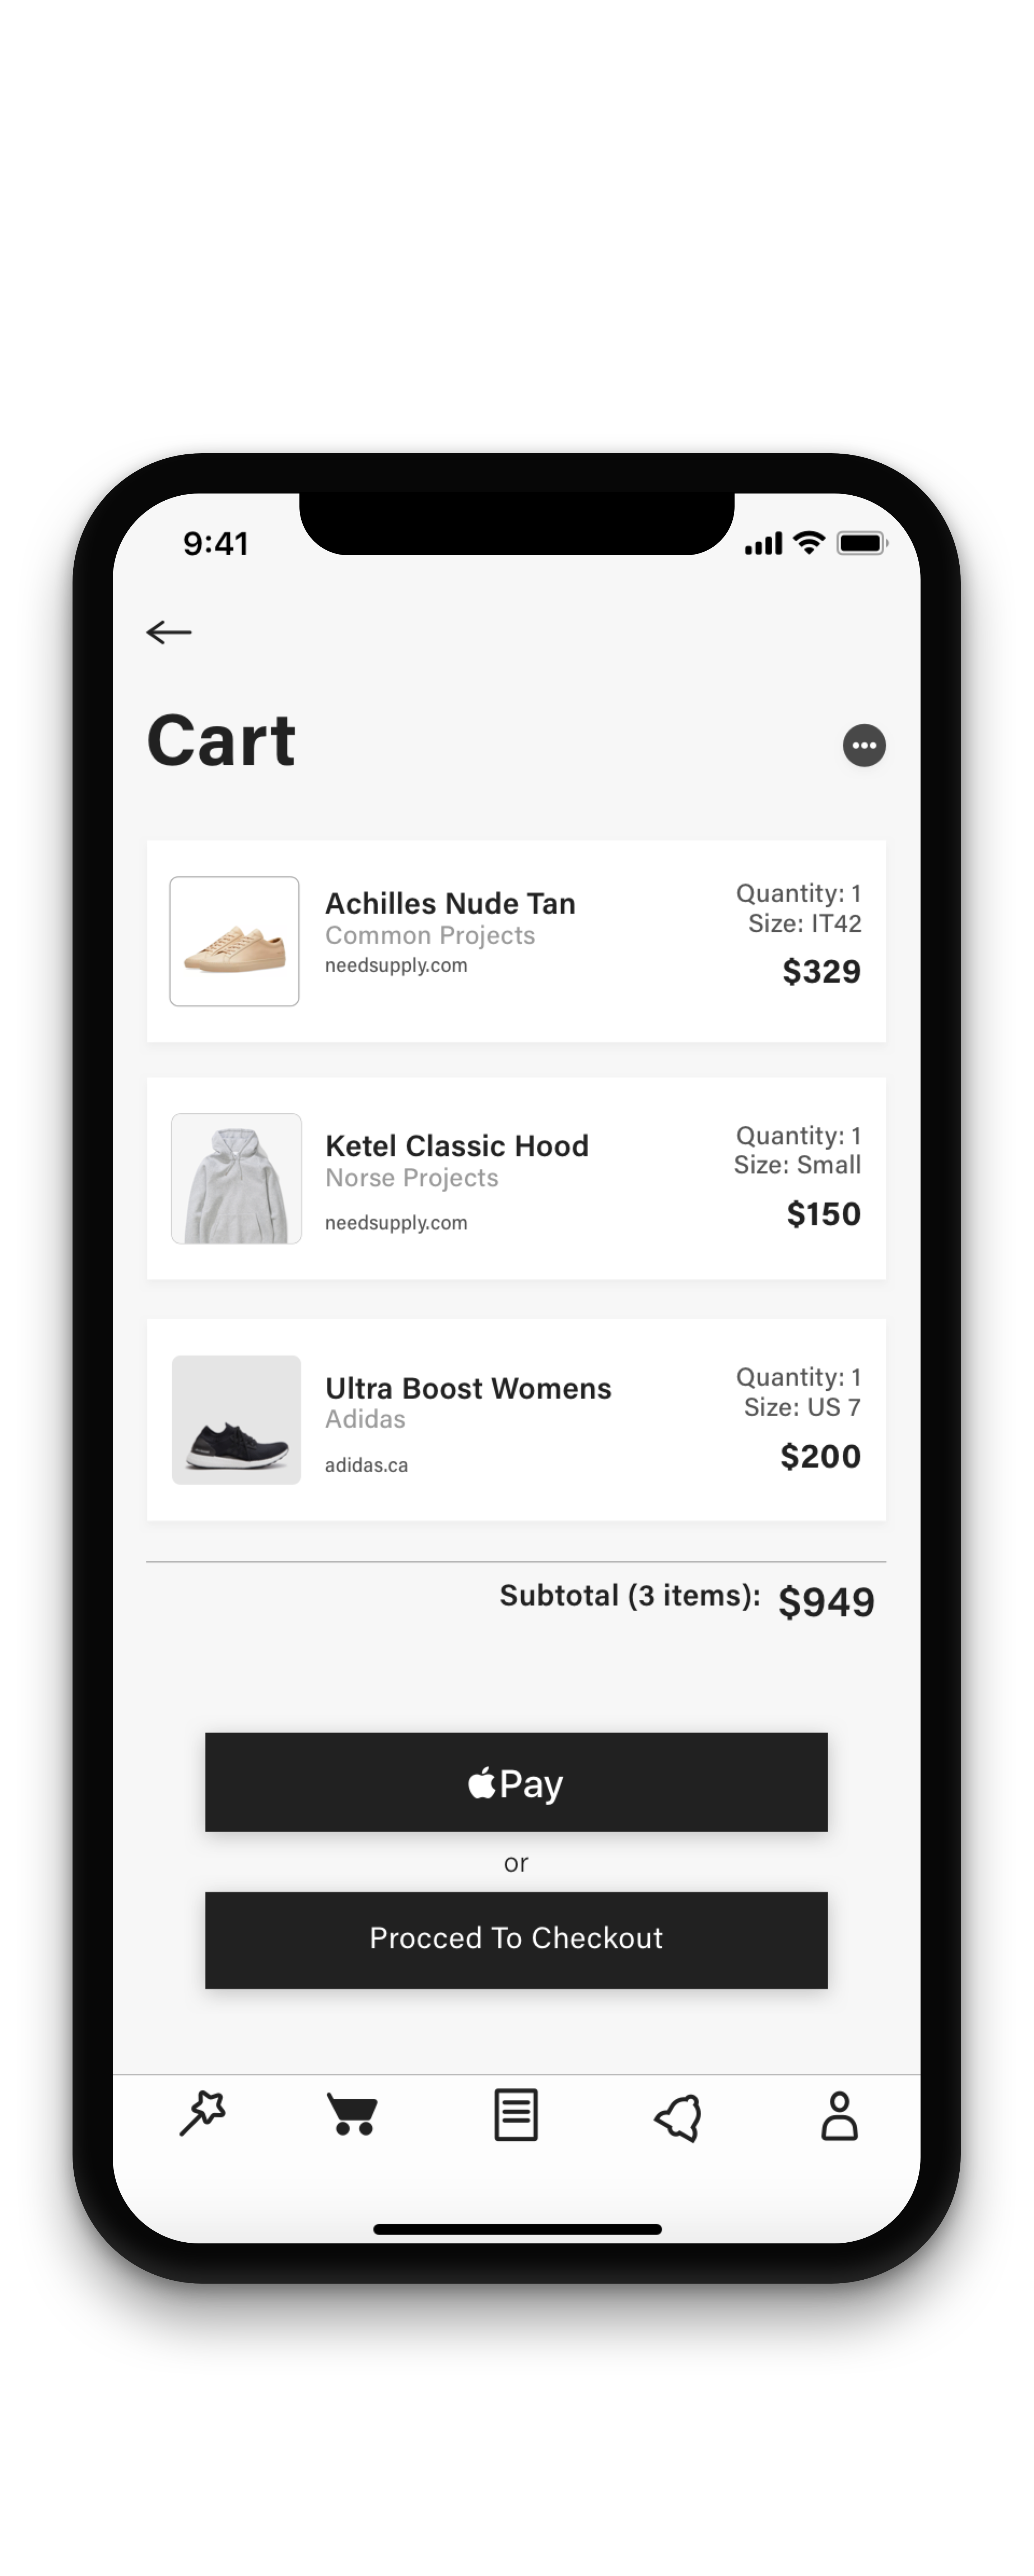 9:41
Cart
Achilles Nude Tan
Common Projects
needsupply.com
Quantity: 1
Size: IT42
$329
Ketel Classic Hood
Norse Projects
needsupply.com
Quantity: 1
Size: Small
$150
Ultra Boost Womens
Adidas
adidas.ca
Quantity: 1
Size: US 7
$200
Subtotal (3 items): $949
Pay
or
Procced To Checkout